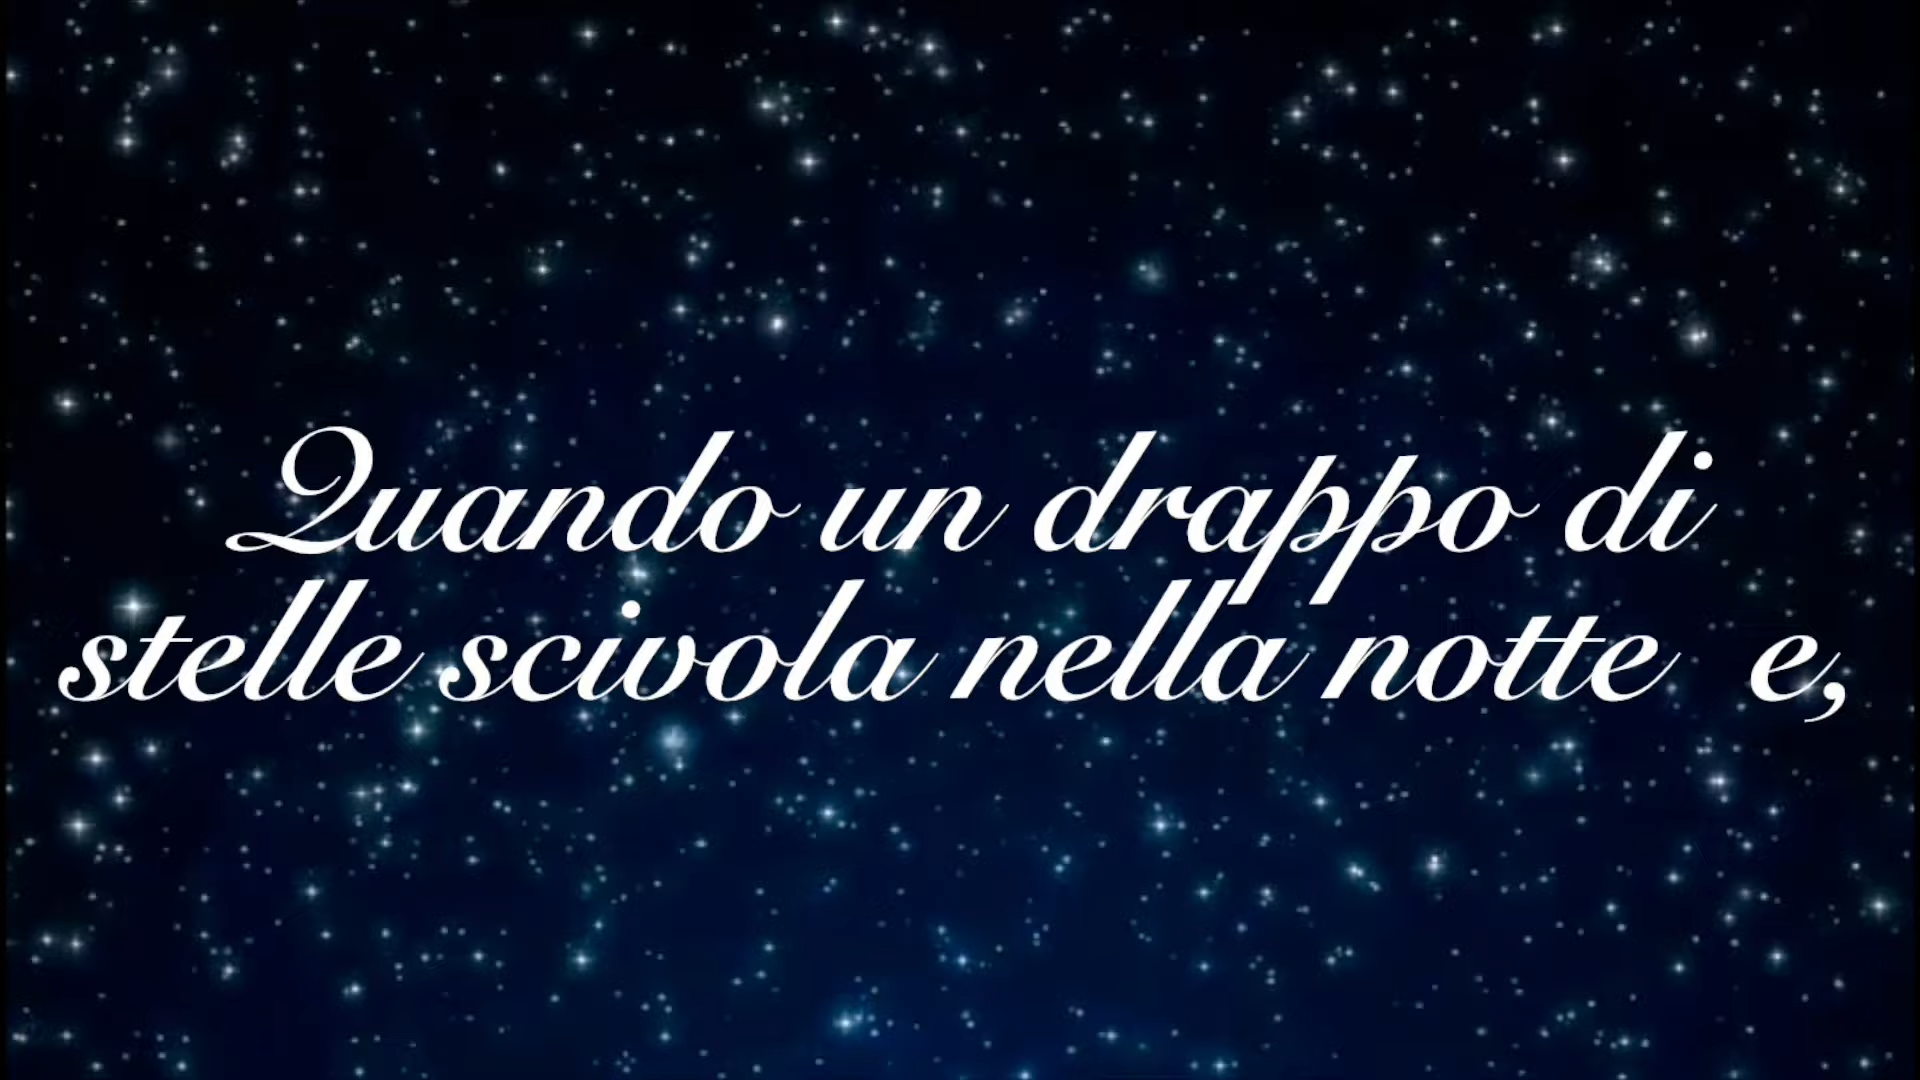 Quando un drappo di
stelle scivola nella notte e,